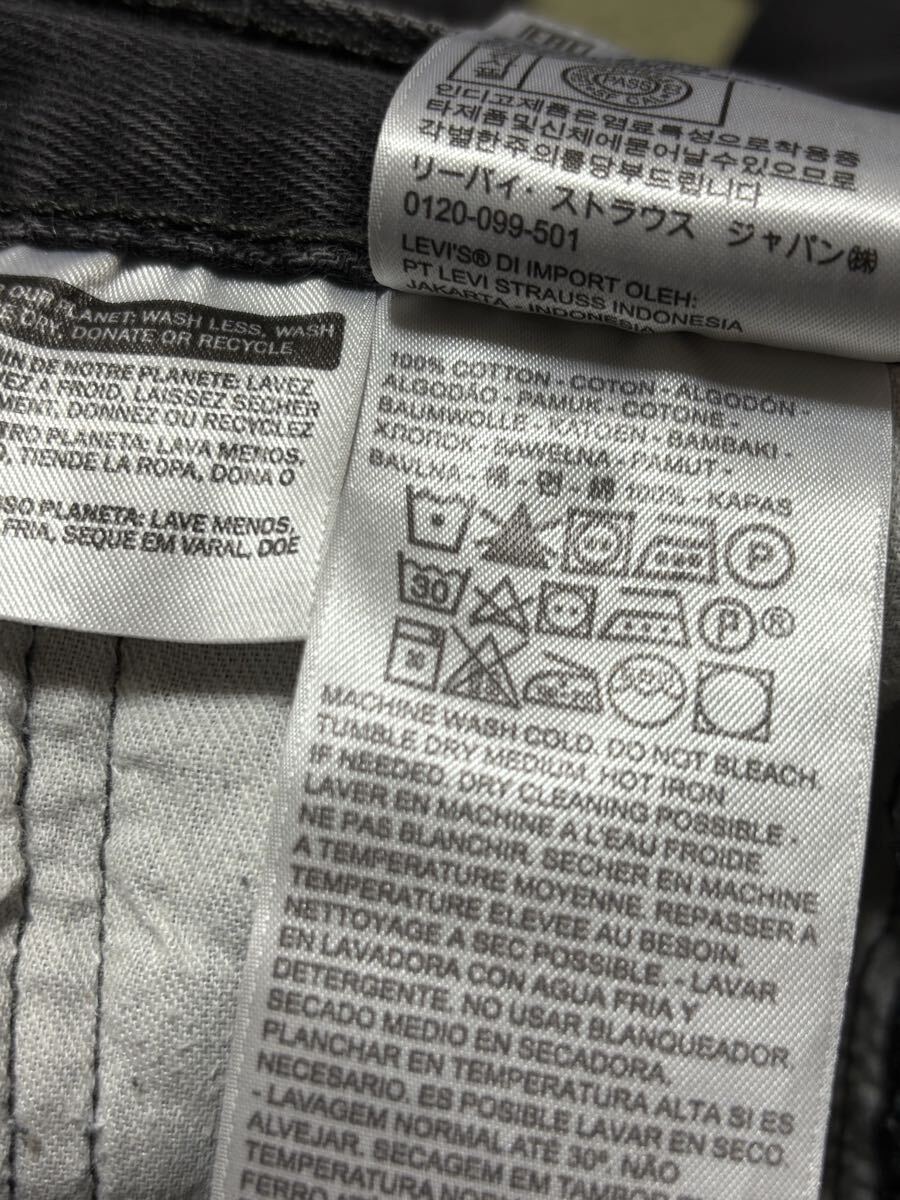 시험
PASS
인디고제품은염료특성으로착용중
타제품및신체에묻어날수있으므로
각별한주의를당부드립니다
リーバイ・ストラウス ジャパン㈱
0120-099-501
LEVI'S® DI IMPORT OLEH:
PT LEVI STRAUSS INDONESIA
JAKARTA - INDONESIA
OUR PLANET: WASH LESS, WASH
DRY, DONATE OR RECYCLE
DE NOTRE PLANETE: LAVEZ
A FROID, LAISSEZ SECHER
DONNEZ OU RECYCLEZ
PLANETA: LAVA MENOS,
TIENDE LA ROPA, DONA O
PLANETA: LAVE MENOS,
FRIA, SEQUE EM VARAL, DOE
100% COTTON - COTON - ALGODÓN -
ALGODÃO - PAMUK - COTONE -
BAUMWOLLE - KATOEN - BAMBAKI -
ХЛОПОК - BAWEŁNA - PAMUT -
BAVLNA - 棉 - 면 - 綿 100% - KAPAS
P
30
P ®
30
MACHINE WASH COLD. DO NOT BLEACH.
TUMBLE DRY MEDIUM, HOT IRON
IF NEEDED, DRY CLEANING POSSIBLE -
LAVER EN MACHINE A L'EAU FROIDE.
NE PAS BLANCHIR, SECHER EN MACHINE
A TEMPERATURE MOYENNE, REPASSER A
TEMPERATURE ELEVEE AU BESOIN.
NETTOYAGE A SEC POSSIBLE. - LAVAR
EN LAVADORA CON AGUA FRIA Y
DETERGENTE, NO USAR BLANQUEADOR.
SECADO MEDIO EN SECADORA.
PLANCHAR EN TEMPERATURA ALTA SI ES
NECESARIO. ES POSIBLE LAVAR EN SECO.
- LAVAGEM NORMAL ATÉ 30º. NÃO
ALVEJAR. SECAGEM EM TAMBOR
TEMPERATURA
FERRO